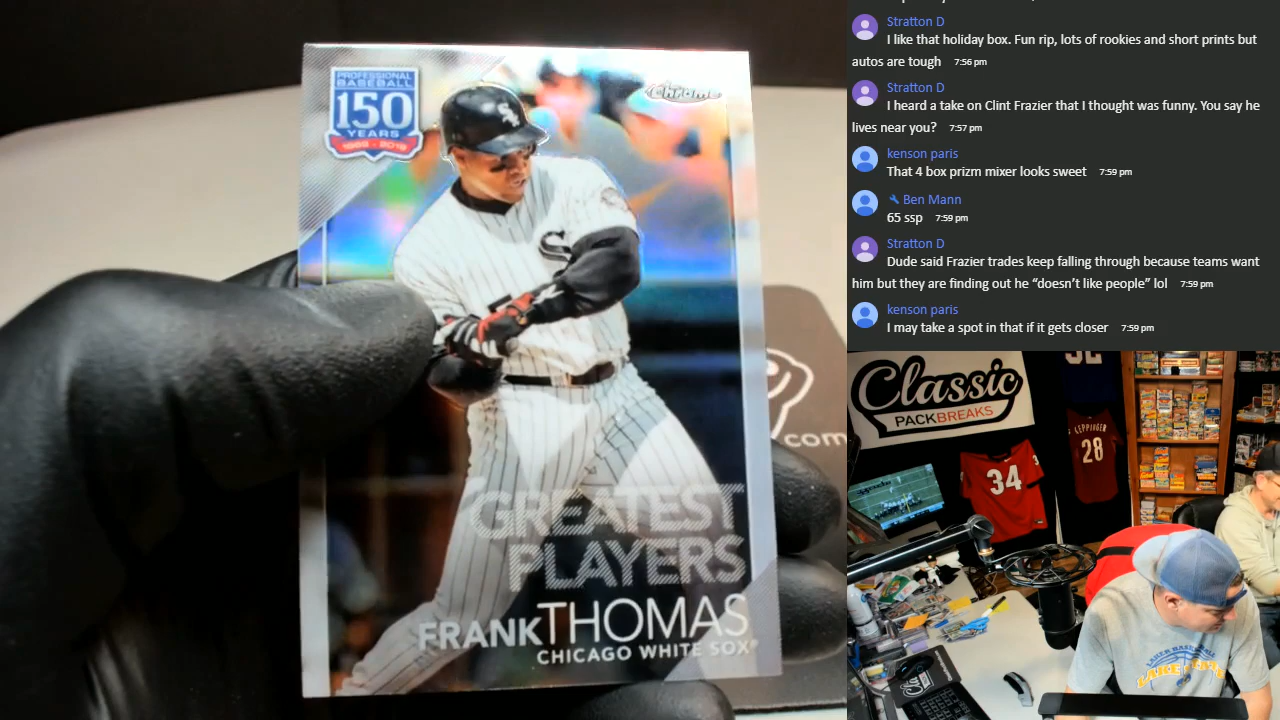 PROFESSIONAL
BASEBALL
150
YEARS
1869 - 2019
Chrome
S
GREATEST
PLAYERS
FRANK THOMAS
CHICAGO WHITE SOX
com
Stratton D
I like that holiday box. Fun rip, lots of rookies and short prints but
autos are tough 7:56 pm
Stratton D
I heard a take on Clint Frazier that I thought was funny. You say he
lives near you? 7:57 pm
kenson paris
That 4 box prizm mixer looks sweet 7:59 pm
Ben Mann
65 ssp 7:59 pm
Stratton D
Dude said Frazier trades keep falling through because teams want
him but they are finding out he “doesn’t like people” lol 7:59 pm
kenson paris
I may take a spot in that if it gets closer 7:59 pm
Classic
PACKBREAKS
34
LEPPINGER
28
LAKER BASKETBALL